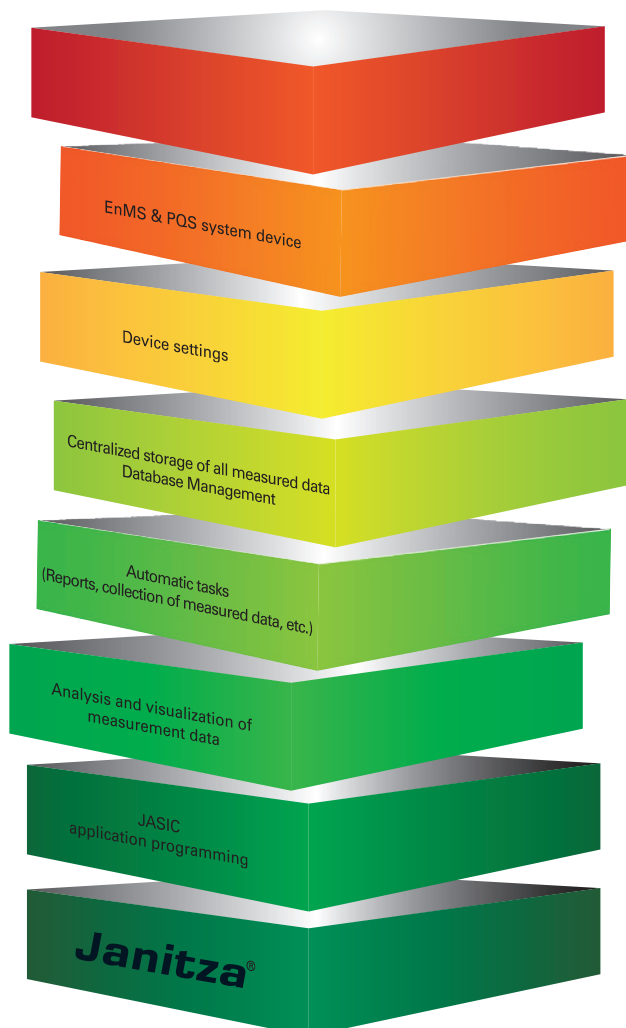 EnMS & PQS system device
Device settings
Centralized storage of all measured data
Database Management
Automatic tasks
(Reports, collection of measured data, etc.)
Analysis and visualization of
measurement data
JASIC
application programming
Janitza®